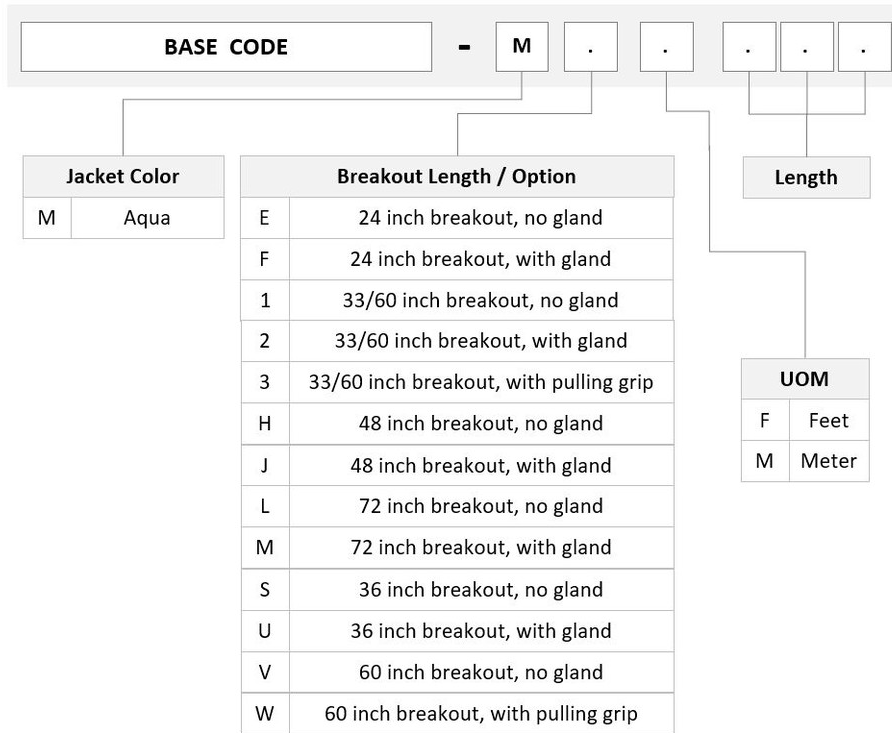 BASE CODE - M . . . . .
Jacket Color
M Aqua
Breakout Length / Option
E 24 inch breakout, no gland
F 24 inch breakout, with gland
1 33/60 inch breakout, no gland
2 33/60 inch breakout, with gland
3 33/60 inch breakout, with pulling grip
H 48 inch breakout, no gland
J 48 inch breakout, with gland
L 72 inch breakout, no gland
M 72 inch breakout, with gland
S 36 inch breakout, no gland
U 36 inch breakout, with gland
V 60 inch breakout, no gland
W 60 inch breakout, with pulling grip
Length
UOM
F Feet
M Meter